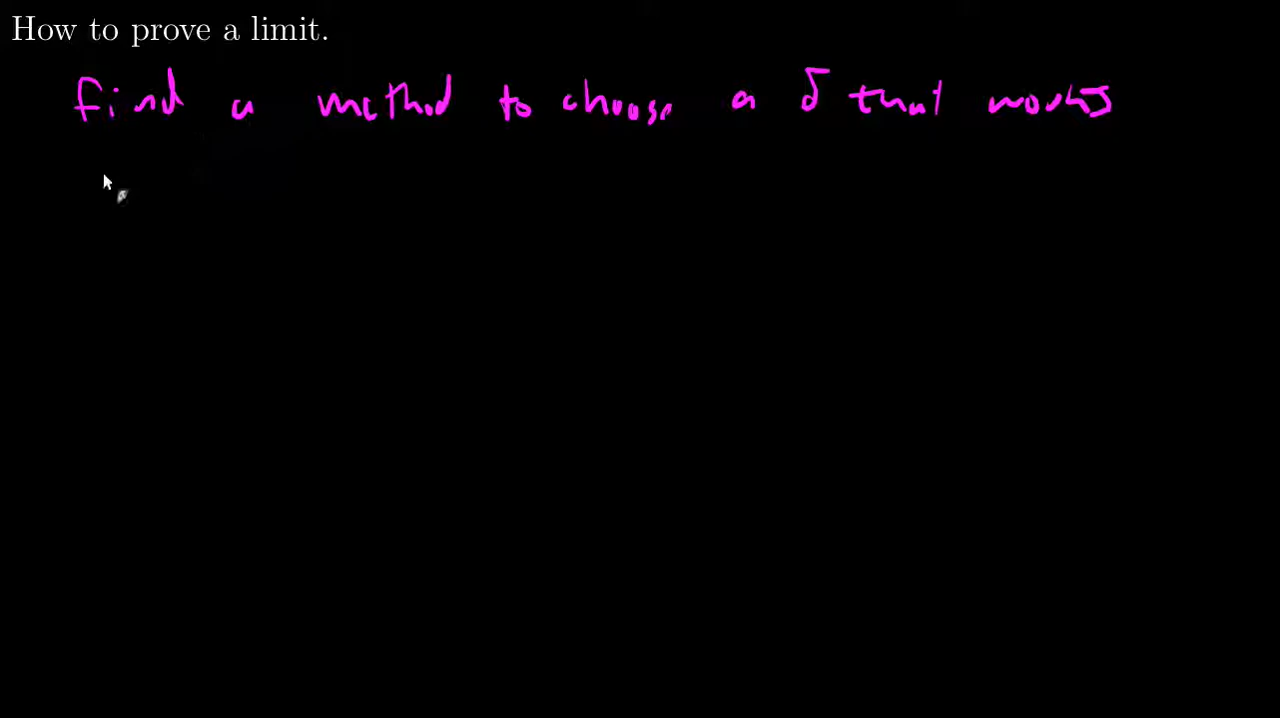 How to prove a limit.
find a method to choose a δ that works